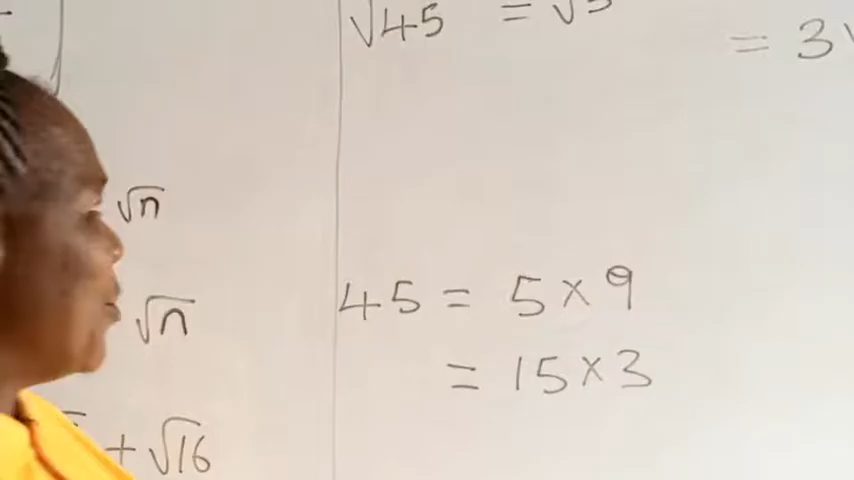 √45 = √5
= 3√
√n
√n
45 = 5 × 9
= 15 × 3
+ √16